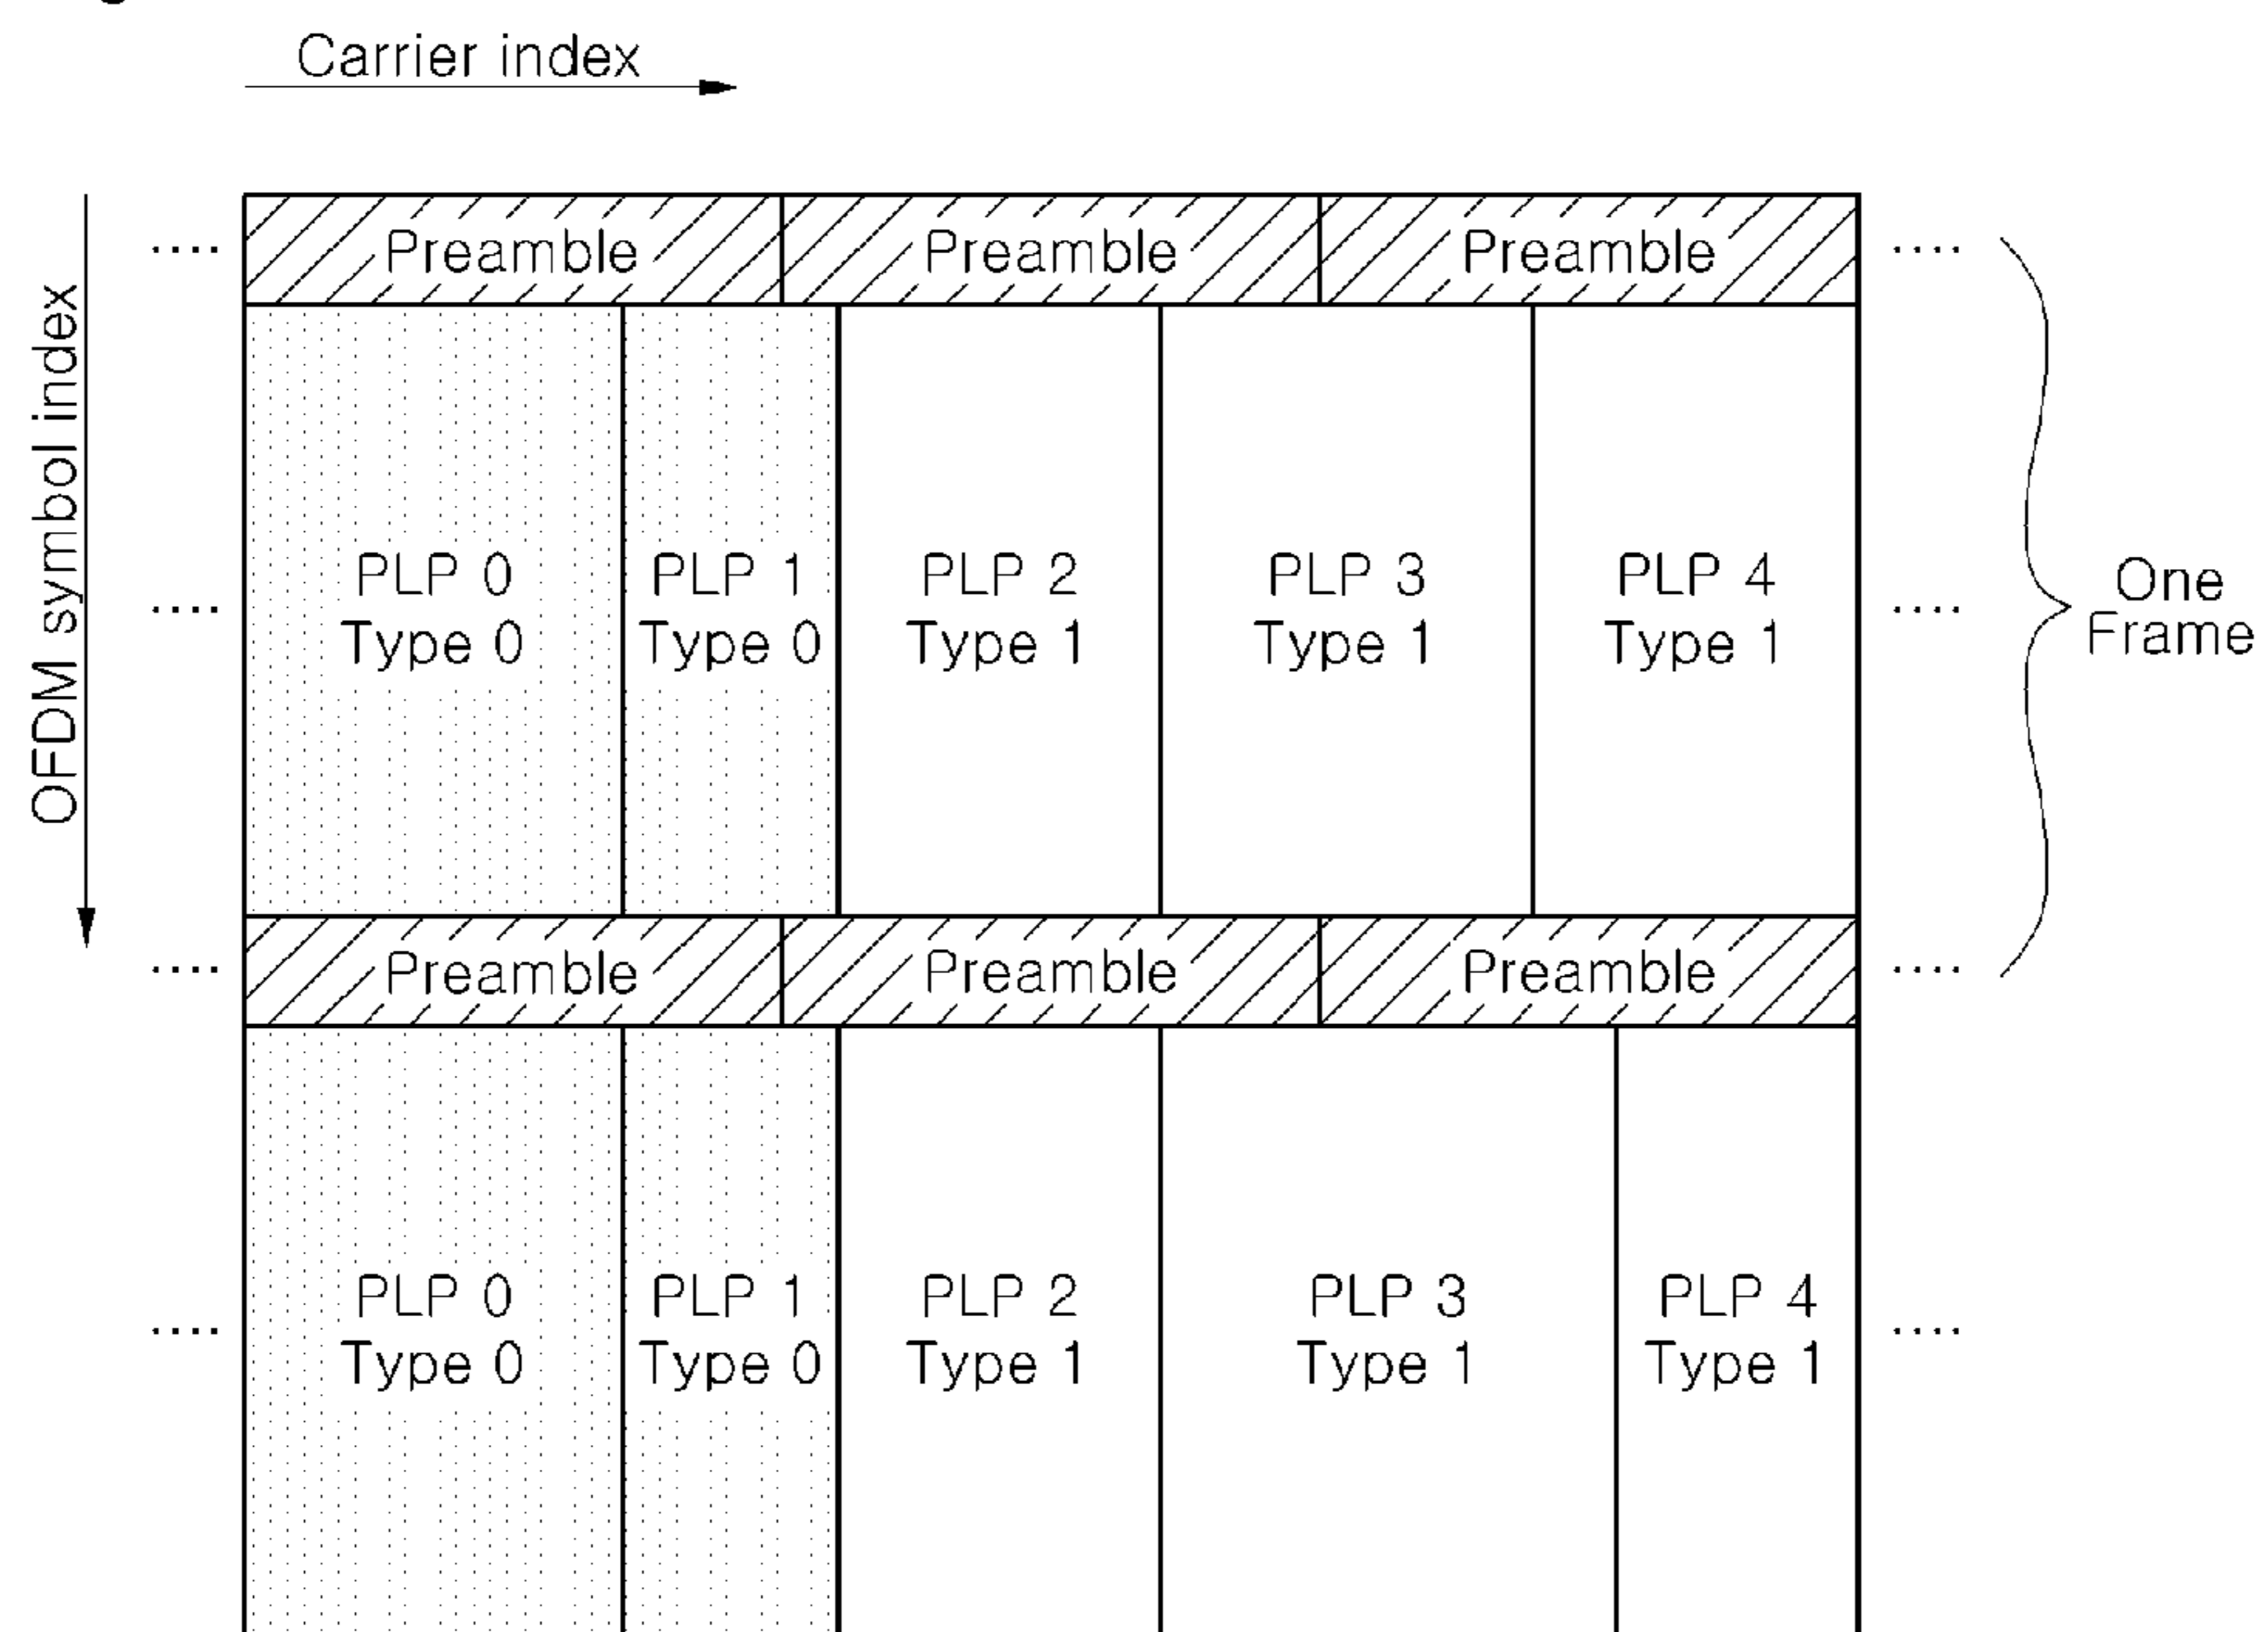 Carrier index
OFDM symbol index
.... Preamble Preamble Preamble ....
PLP 0 PLP 1 PLP 2 PLP 3 PLP 4
Type 0 Type 0 Type 1 Type 1 Type 1
One
Frame
.... Preamble Preamble Preamble ....
PLP 0 PLP 1 PLP 2 PLP 3 PLP 4
Type 0 Type 0 Type 1 Type 1 Type 1